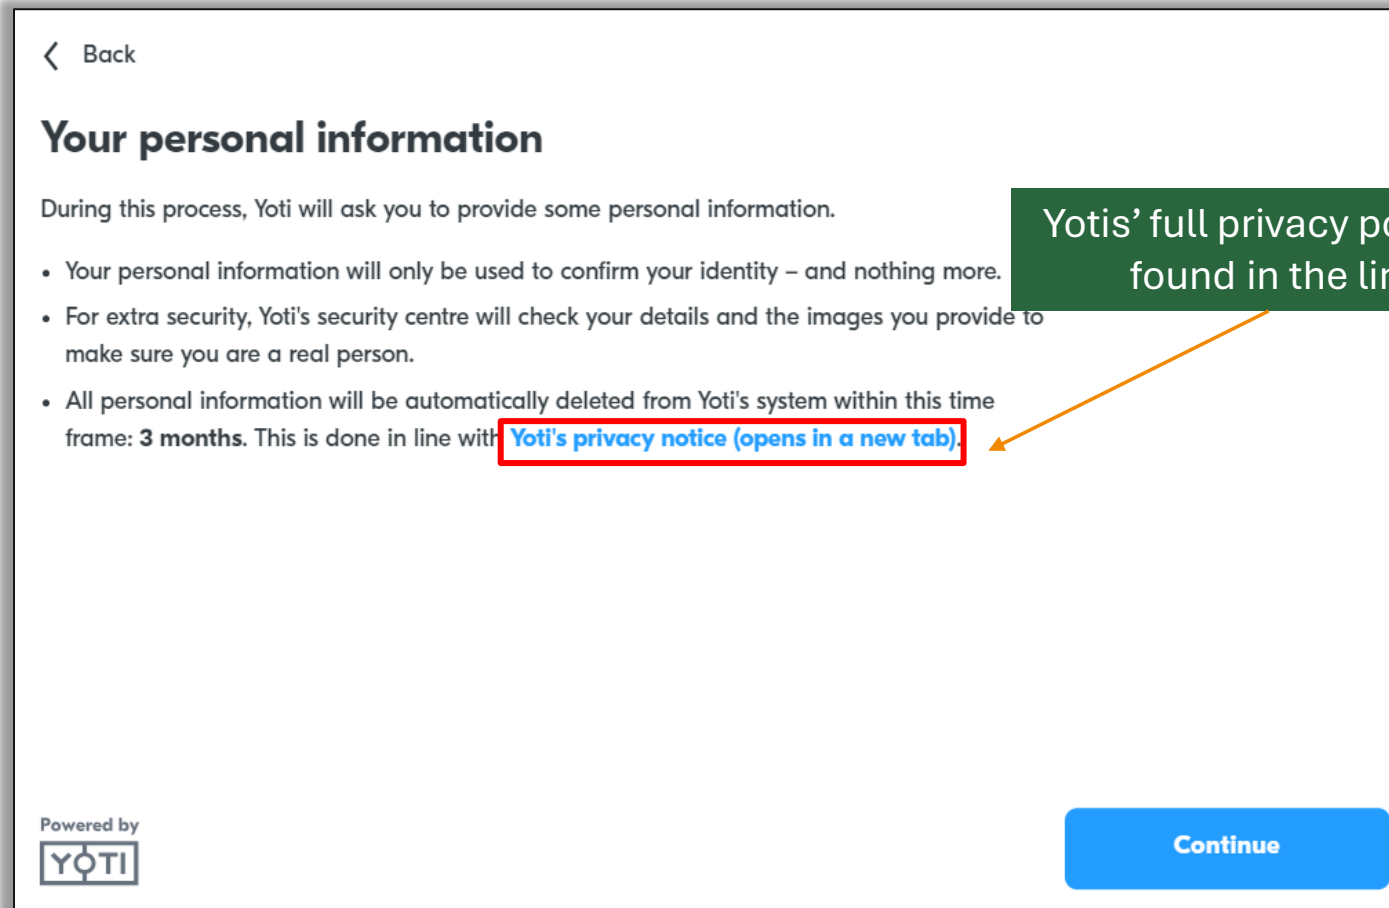 Back
Your personal information
During this process, Yoti will ask you to provide some personal information.
• Your personal information will only be used to confirm your identity – and nothing more.
• For extra security, Yoti's security centre will check your details and the images you provide to
make sure you are a real person.
• All personal information will be automatically deleted from Yoti's system within this time
frame: 3 months. This is done in line with Yoti's privacy notice (opens in a new tab).
Yotis’ full privacy
found in the
Powered by
YOTI
Continue